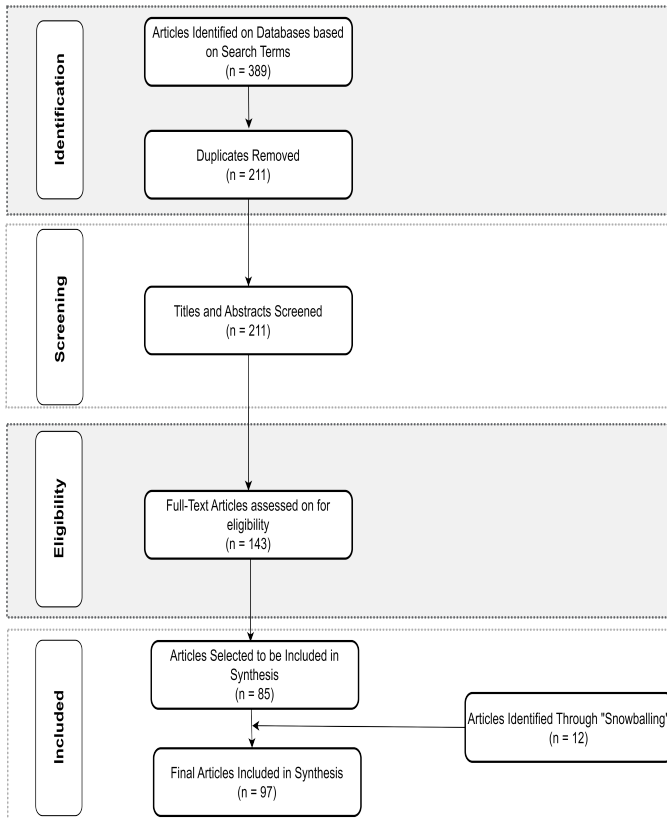 Identification
Articles Identified on Databases based
on Search Terms
(n = 389)
Duplicates Removed
(n = 211)
Screening
Titles and Abstracts Screened
(n = 211)
Eligibility
Full-Text Articles assessed on for
eligibility
(n = 143)
Included
Articles Selected to be Included in
Synthesis
(n = 85)
Articles Identified Through "Snowballing"
(n = 12)
Final Articles Included in Synthesis
(n = 97)